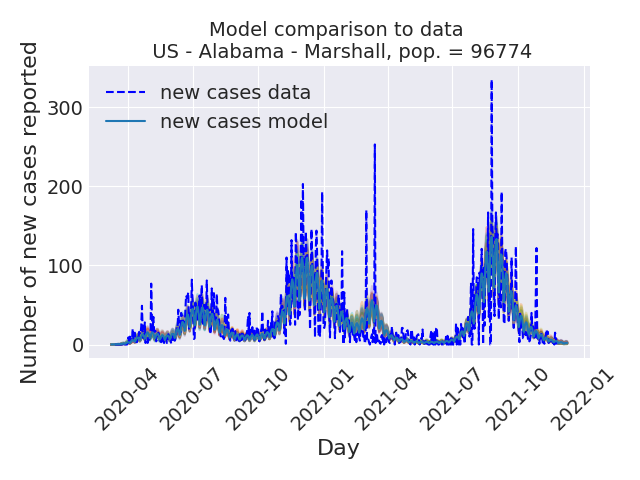 Model comparison to data
US - Alabama - Marshall, pop. = 96774
Number of new cases reported
300
200
100
0
new cases data
new cases model
2020-04
2020-07
2020-10
2021-01
2021-04
2021-07
2021-10
2022-01
Day